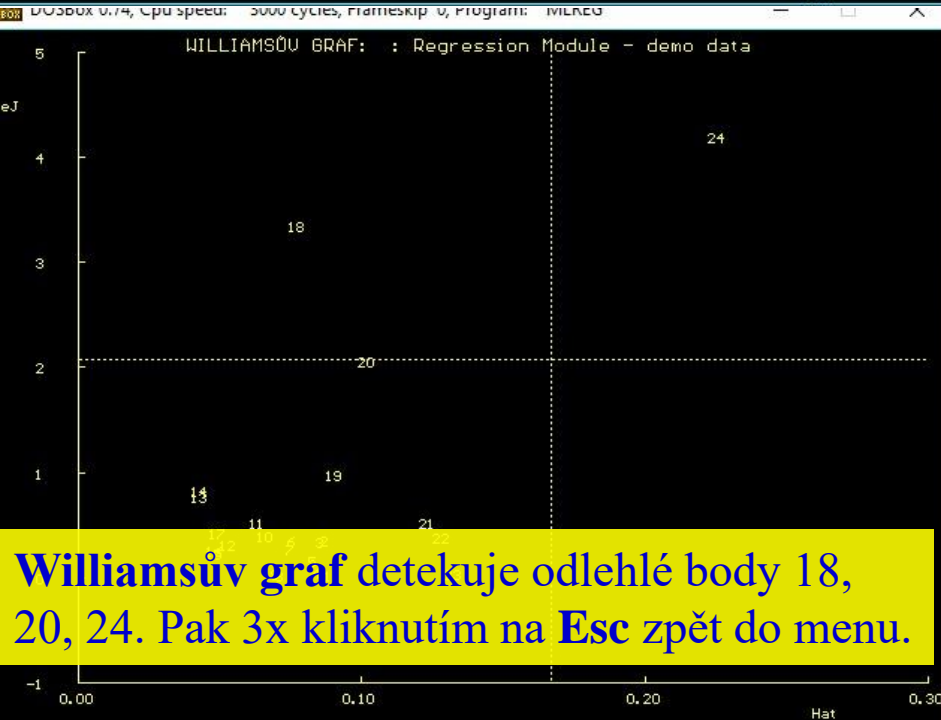 DOSBox 0.74, Cpu speed: 3000 cycles, Frameskip 0, Program: MEREG
WILLIAMSŮV GRAF: : Regression Module - demo data
5
eJ
24
4
18
3
20
2
19
1
14
13
11
21
10
22
12
Williamsův graf detekuje odlehlé body 18,
20, 24. Pak 3x kliknutím na Esc zpět do menu.
-1
0.00 0.10 0.20 0.30
Hat